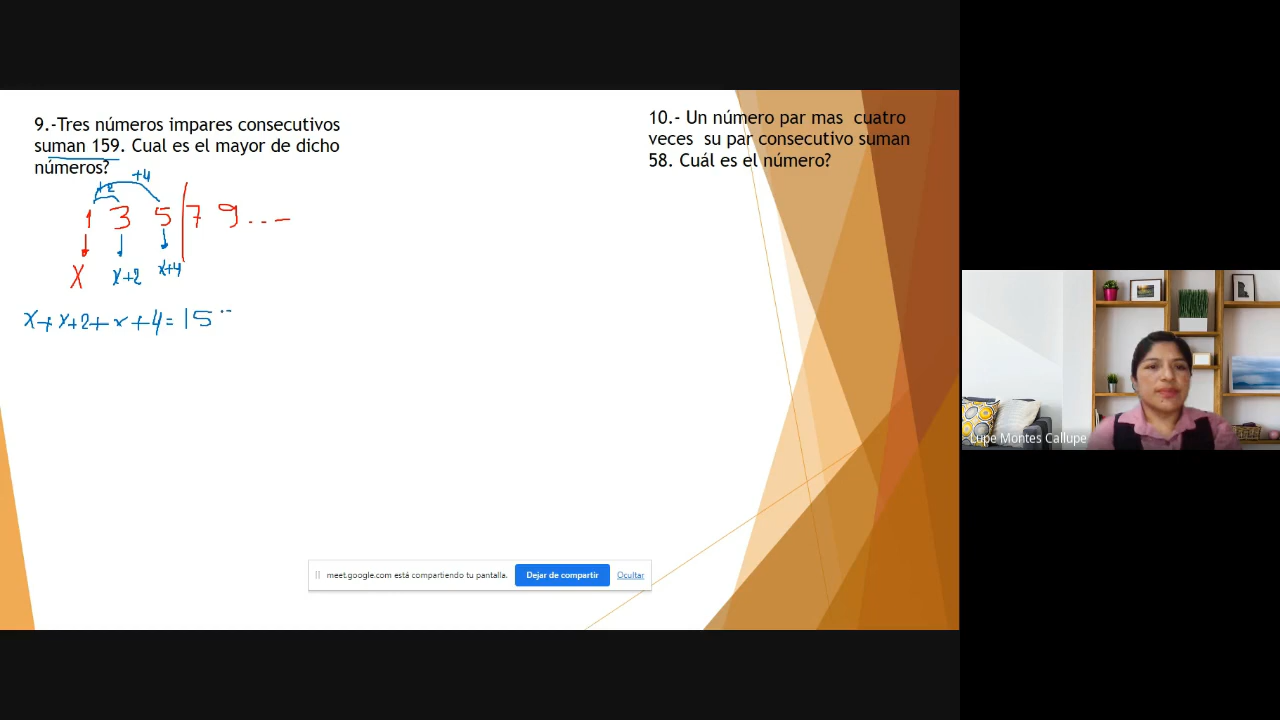 9.-Tres números impares consecutivos
suman 159. Cual es el mayor de dicho
números?
+2 +4
1 3 5 7 9 . . .
x x+2 x+4
x+x+2+x+4=15
10.- Un número par mas cuatro
veces su par consecutivo suman
58. Cuál es el número?
Lupe Montes Callupe
meet.google.com está compartiendo tu pantalla.
Dejar de compartir
Ocultar